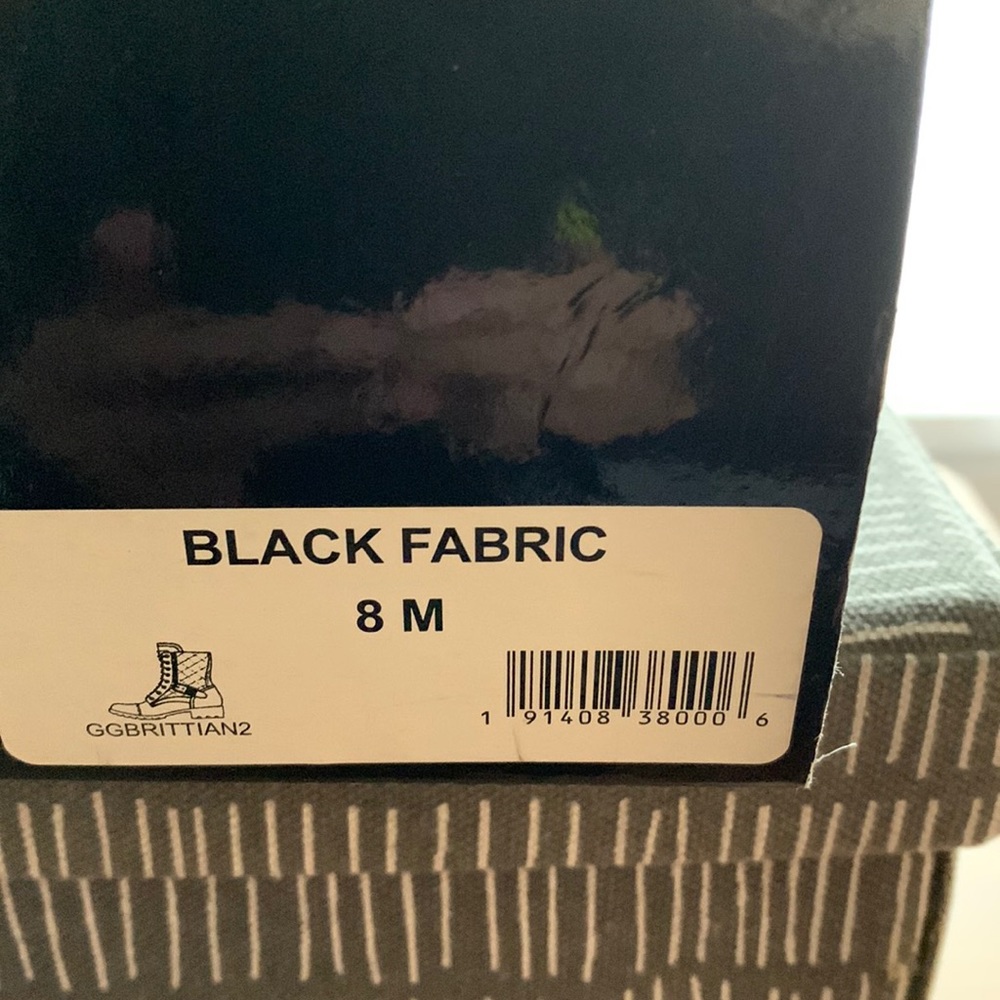 BLACK FABRIC
8 M
GGBRITTIAN2
1 91408 38000 6